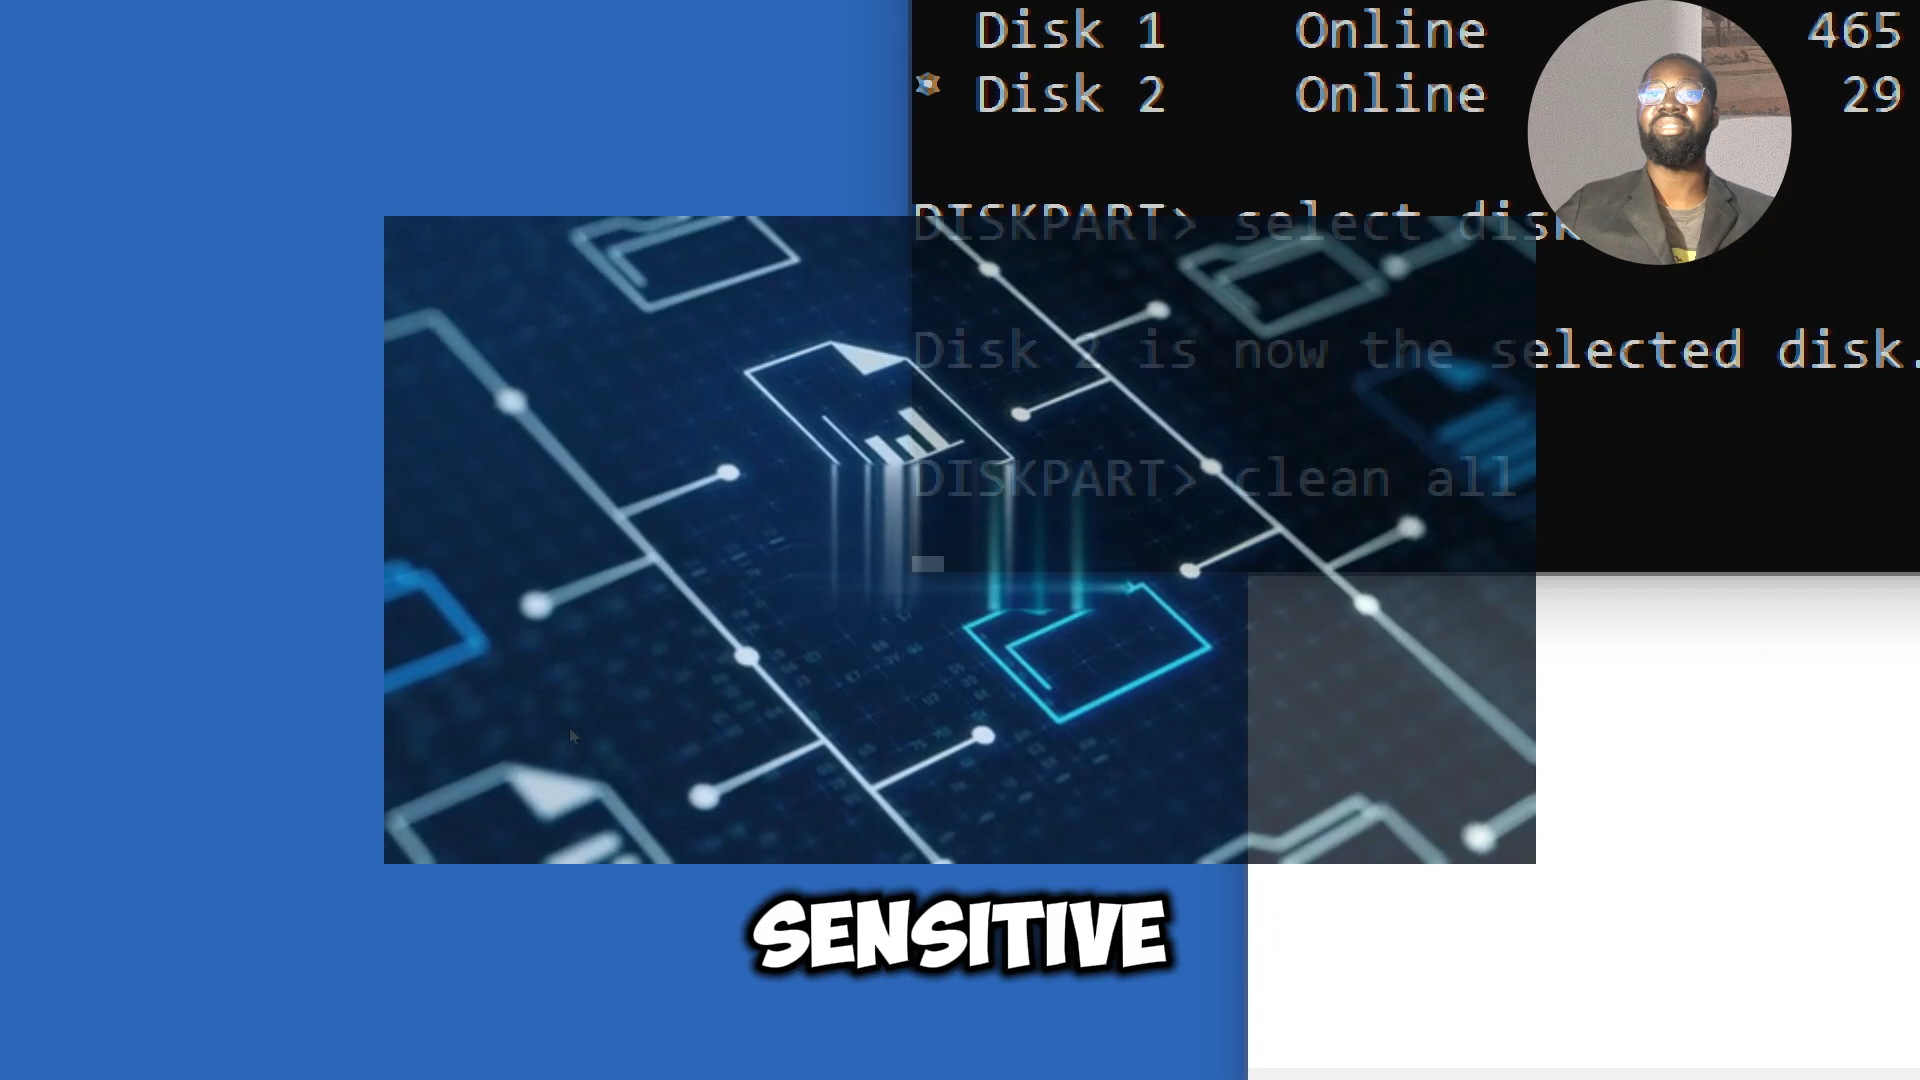 Disk 1 Online 465
Disk 2 Online 29
DISKPART> select disk
Disk 2 is now the selected disk.
DISKPART> clean all
SENSITIVE